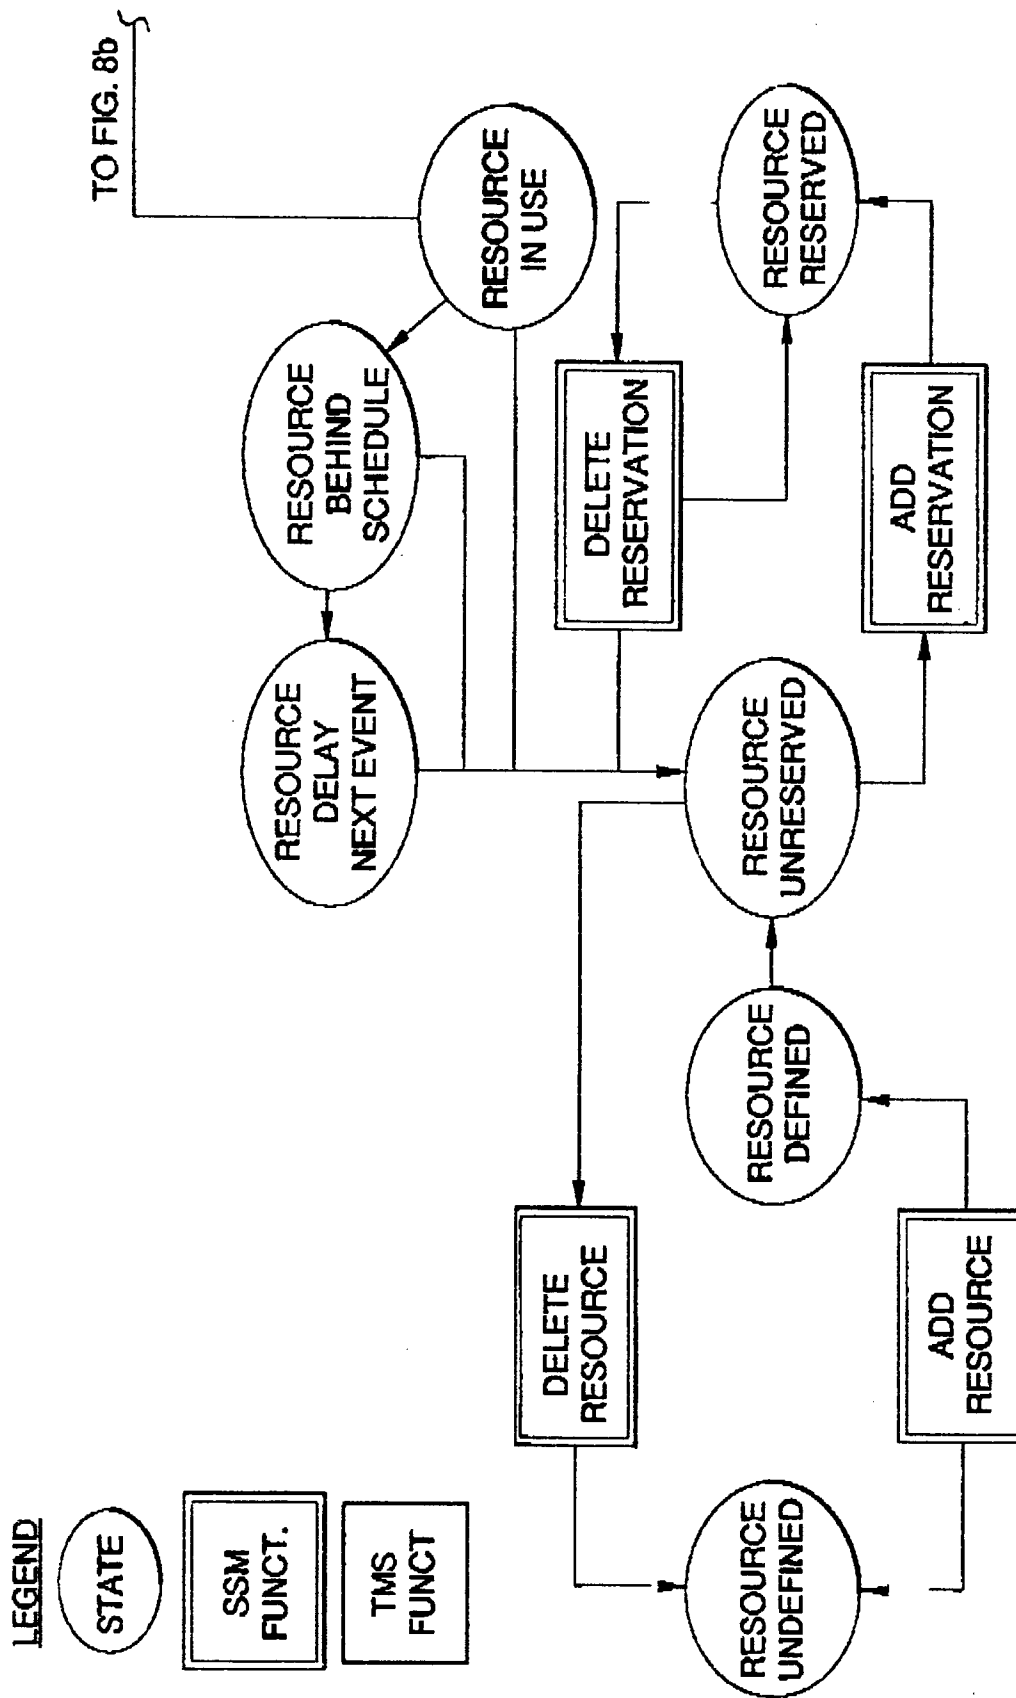 LEGEND
STATE
SSM
FUNCT.
TMS
FUNCT
TO FIG. 8b
RESOURCE
DELAY
NEXT EVENT
RESOURCE
BEHIND
SCHEDULE
RESOURCE
IN USE
DELETE
RESOURCE
DELETE
RESERVATION
RESOURCE
UNDEFINED
RESOURCE
DEFINED
RESOURCE
UNRESERVED
RESOURCE
RESERVED
ADD
RESOURCE
ADD
RESERVATION